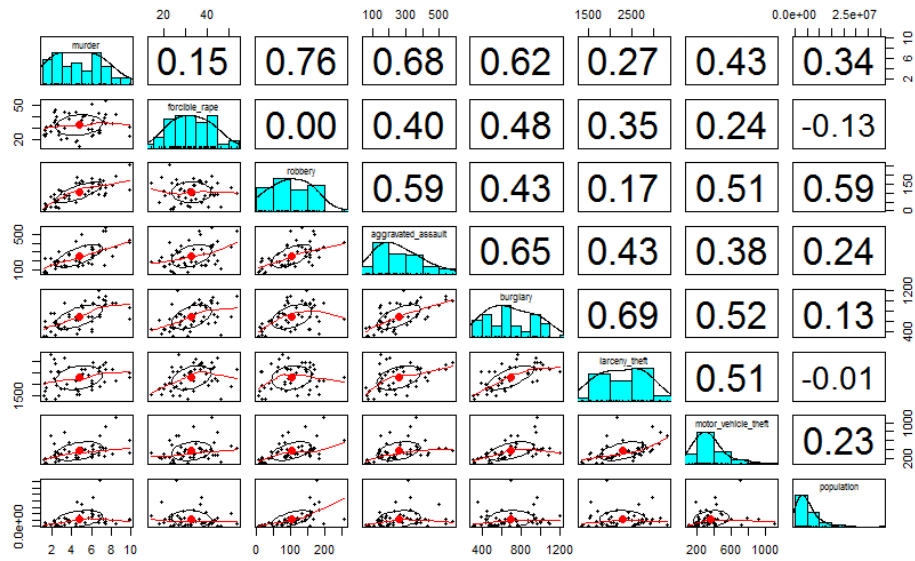 20 40 100 300 500 1500 2500 0.0e+00 2.5e+07
murder 0.15 0.76 0.68 0.62 0.27 0.43 0.34 2 4 6 8 10
20 50 forcible_rape 0.00 0.40 0.48 0.35 0.24 -0.13
robbery 0.59 0.43 0.17 0.51 0.59 0 150
100 500 aggravated_assault 0.65 0.43 0.38 0.24
burglary 0.69 0.52 0.13 400 1200
1500 larceny_theft 0.51 -0.01
motor_vehicle_theft 0.23 200 1000
0.0e+00 population
2 4 6 8 10 0 100 200 400 800 1200 200 600 1000